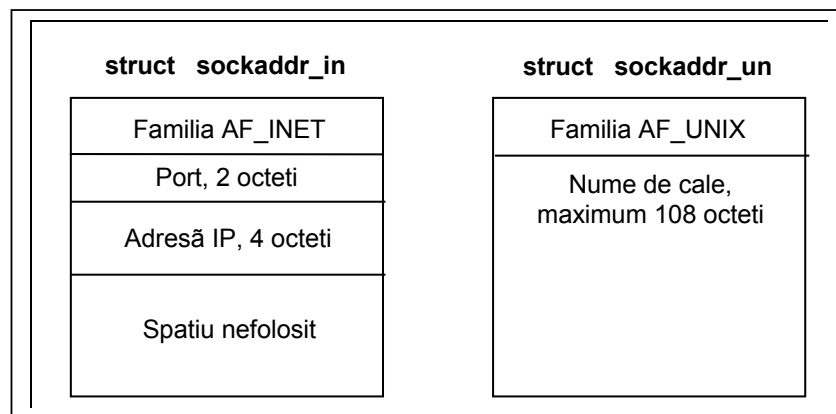 struct sockaddr_in
Familia AF_INET
Port, 2 octeti
Adresã IP, 4 octeti
Spatiu nefolosit
struct sockaddr_un
Familia AF_UNIX
Nume de cale,
maximum 108 octeti